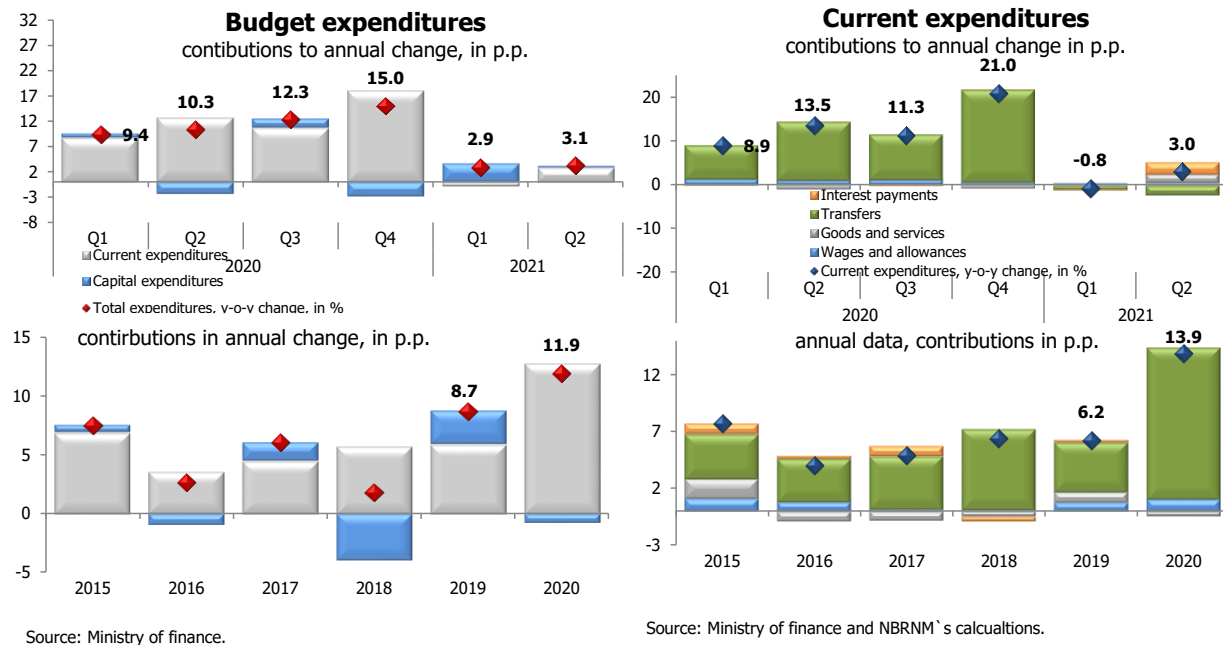 Budget expenditures
contibutions to annual change, in p.p.
32
27
22
17
12
7
2
-3
-8
9.4
10.3
12.3
15.0
2.9
3.1
Q1
Q2
Q3
Q4
Q1
Q2
2020
2021
Current expenditures
Capital expenditures
Total expenditures, y-o-y change, in %
Current expenditures
contibutions to annual change in p.p.
20
10
0
-10
-20
8.9
13.5
11.3
21.0
-0.8
3.0
Interest payments
Transfers
Goods and services
Wages and allowances
Current expenditures, y-o-y change, in %
Q1
Q2
Q3
Q4
Q1
Q2
2020
2021
contirbutions in annual change, in p.p.
15
10
5
0
-5
8.7
11.9
2015
2016
2017
2018
2019
2020
Source: Ministry of finance.
annual data, contributions in p.p.
12
7
2
-3
6.2
13.9
2015
2016
2017
2018
2019
2020
Source: Ministry of finance and NBRNM`s calcualtions.